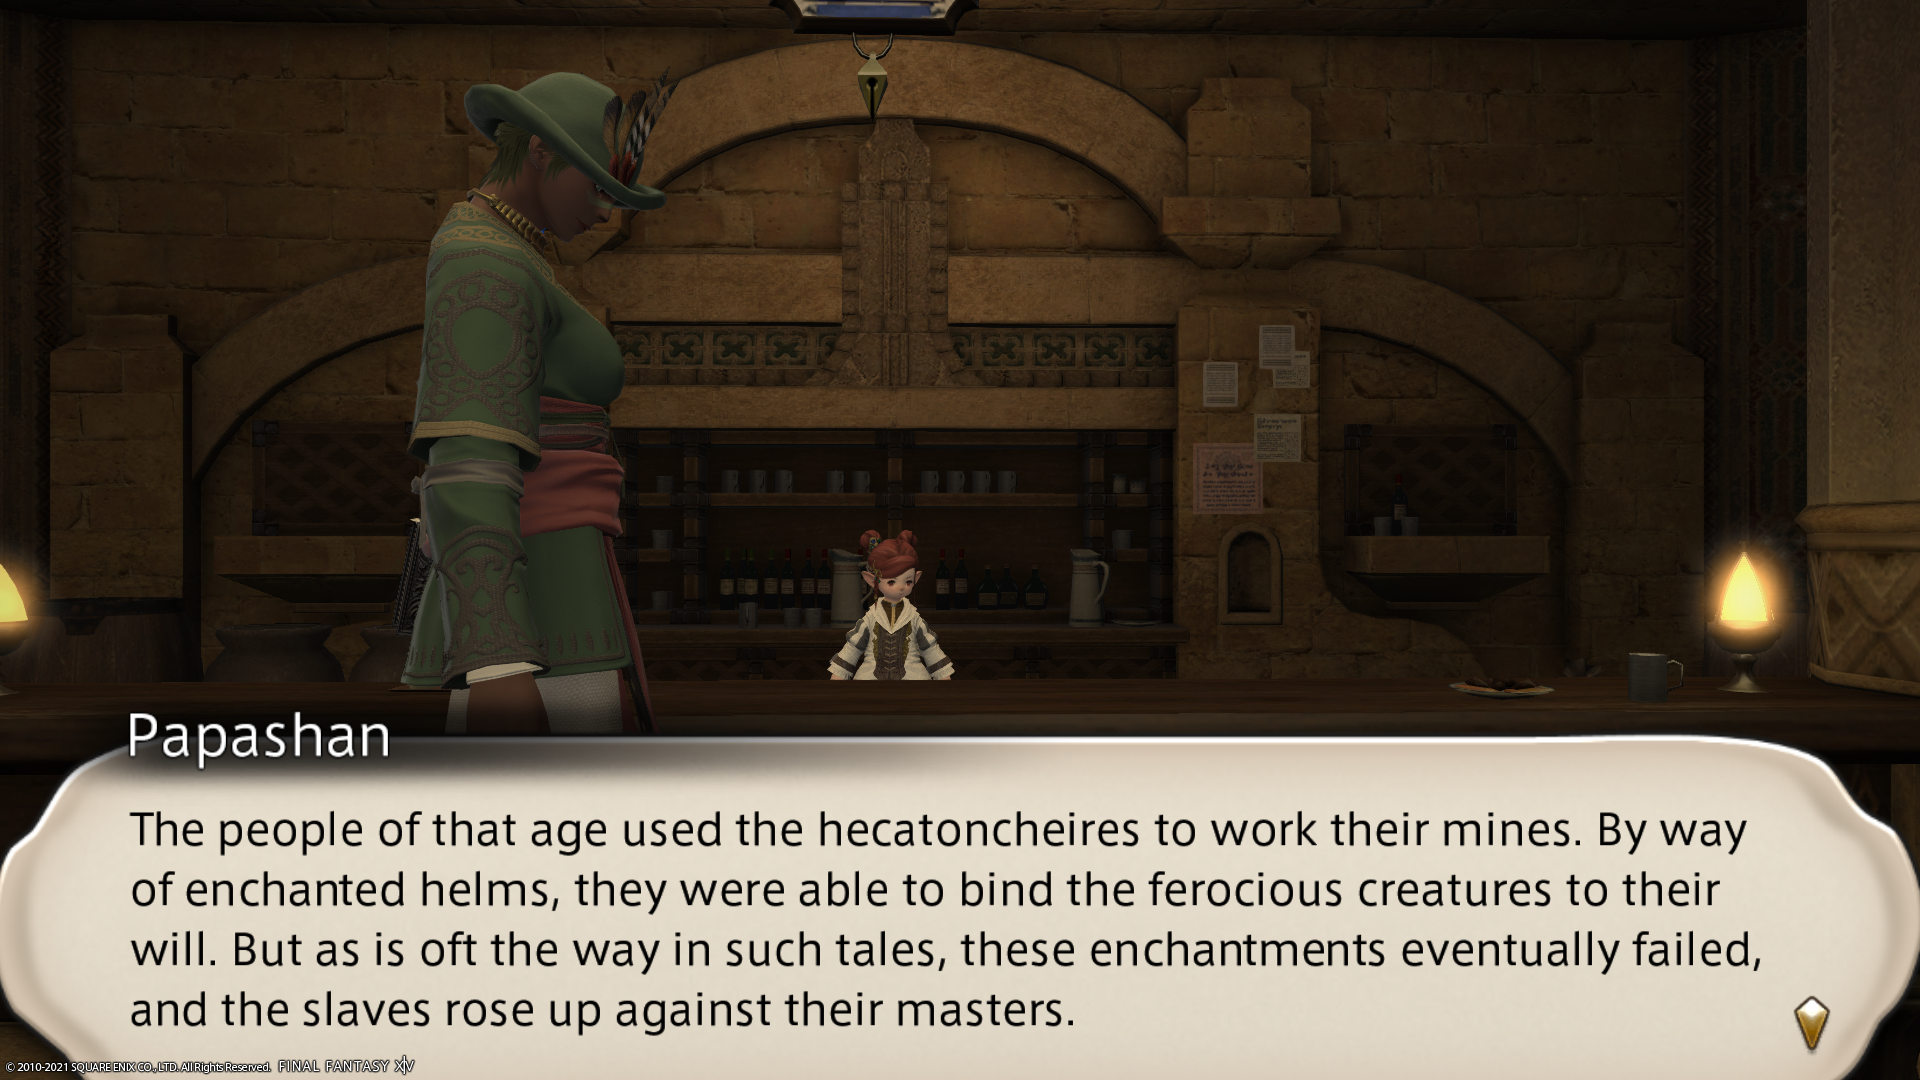 Papashan
The people of that age used the hecatoncheires to work their mines. By way
of enchanted helms, they were able to bind the ferocious creatures to their
will. But as is oft the way in such tales, these enchantments eventually failed,
and the slaves rose up against their masters.
© 2010-2021 SQUARE ENIX CO., LTD. All Rights Reserved. FINAL FANTASY XIV